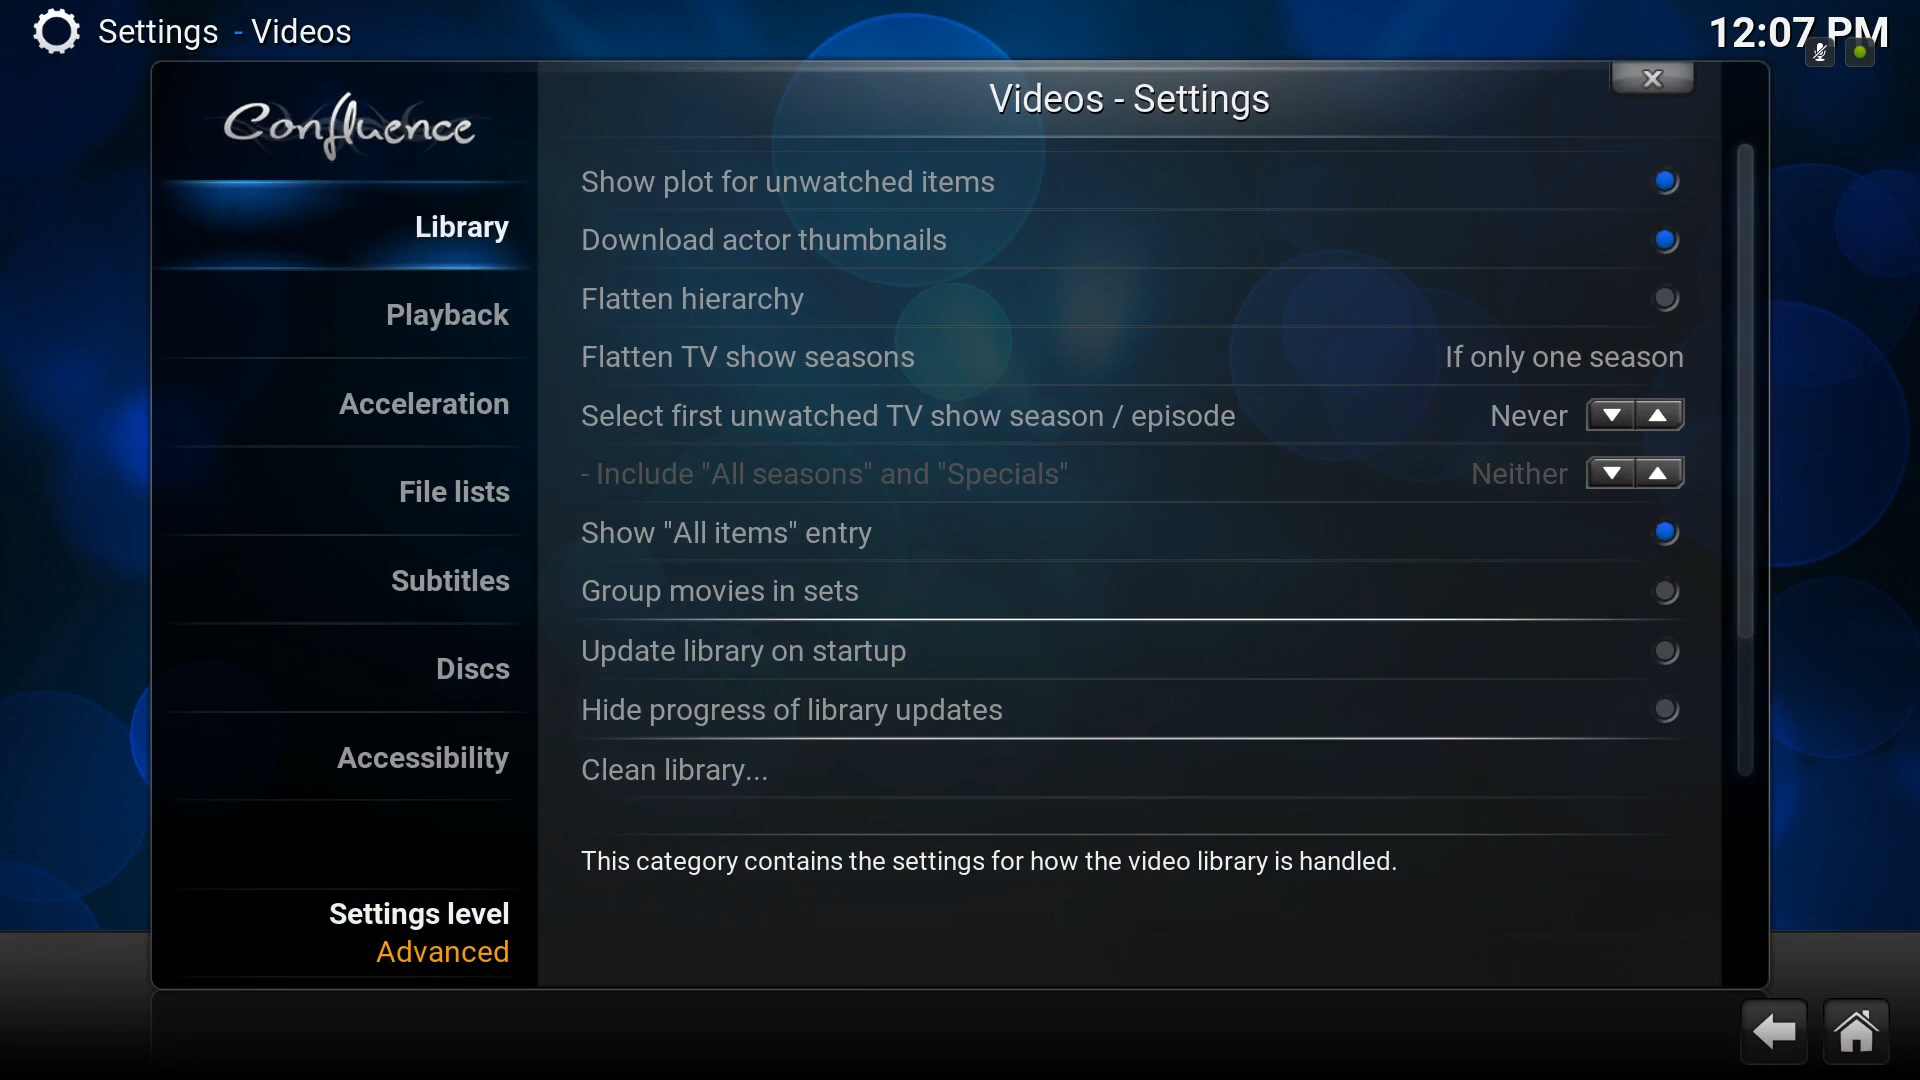 Settings - Videos
12:07 PM
Confluence
Videos - Settings
Library
Playback
Acceleration
File lists
Subtitles
Discs
Accessibility
Settings level
Advanced
Show plot for unwatched items
Download actor thumbnails
Flatten hierarchy
Flatten TV show seasons If only one season
Select first unwatched TV show season / episode Never
- Include "All seasons" and "Specials" Neither
Show "All items" entry
Group movies in sets
Update library on startup
Hide progress of library updates
Clean library...
This category contains the settings for how the video library is handled.